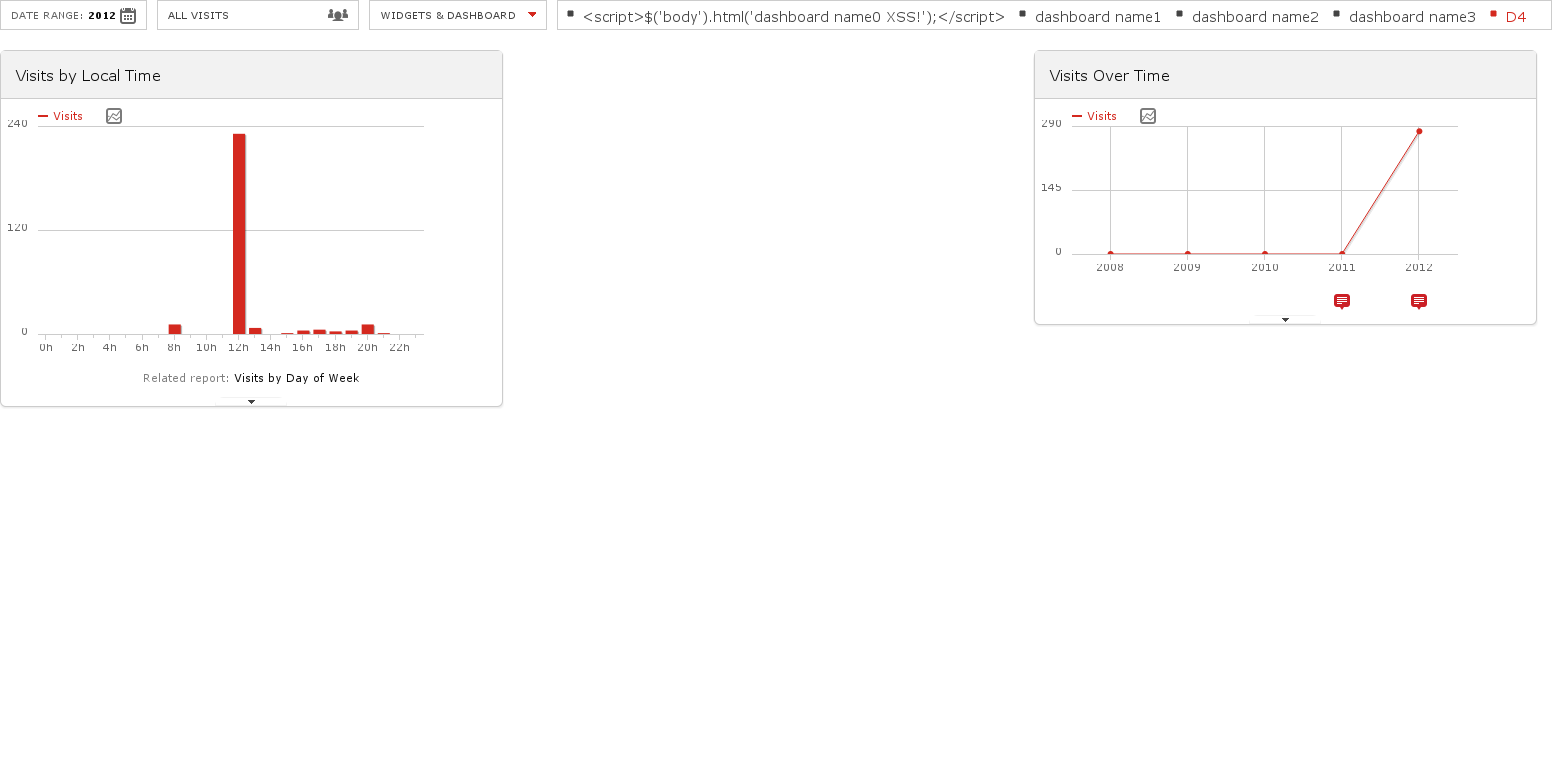 DATE RANGE: 2012
ALL VISITS
WIDGETS & DASHBOARD
<script>$('body').html('dashboard name0 XSS!');</script> dashboard name1 dashboard name2 dashboard name3 D4
Visits by Local Time
Visits
240
120
0
0h 2h 4h 6h 8h 10h 12h 14h 16h 18h 20h 22h
Related report: Visits by Day of Week
Visits Over Time
Visits
290
145
0
2008 2009 2010 2011 2012